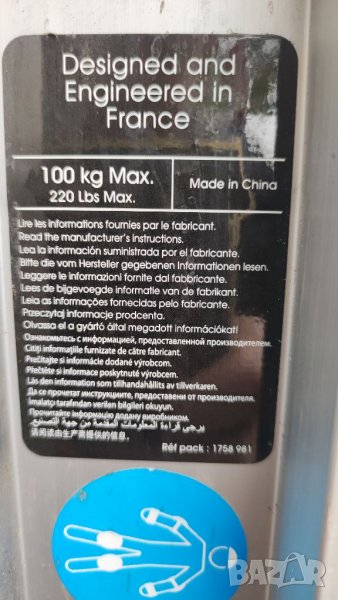 Designed and
Engineered in
France
100 kg Max.
220 Lbs Max.
Made in China
Lire les informations fournies par le fabricant.
Read the manufacturer's instructions.
Lea la información suministrada por el fabricante.
Bitte die vom Hersteller gegebenen Informationen lesen.
Leggere le informazioni fornite dal fabbricante.
Lees de bijgevoegde informatie van de fabrikant.
Leia as informações fornecidas pelo fabricante.
Przeczytaj informacje prodcenta.
Olvassa el a gyártó által megadott információkat!
Ознакомьтесь с информацией, предоставленной производителем.
Citiți informațiile furnizate de către fabricant.
Prečítajte si informácie dodané výrobcom.
Přečtěte si informace poskytnuté výrobcem.
Läs den information som tillhandahållits av tillverkaren.
Да се прочетат инструкциите, предоставени от производителя.
İmalatçı tarafından verilen bilgileri okuyun.
Прочитайте інформацію додану виробником.
يرجى قراءة المعلومات المقدمة من جهة التصنيع.
请阅读由生产商提供的信息。
Réf pack : 1758 981
BAZAR